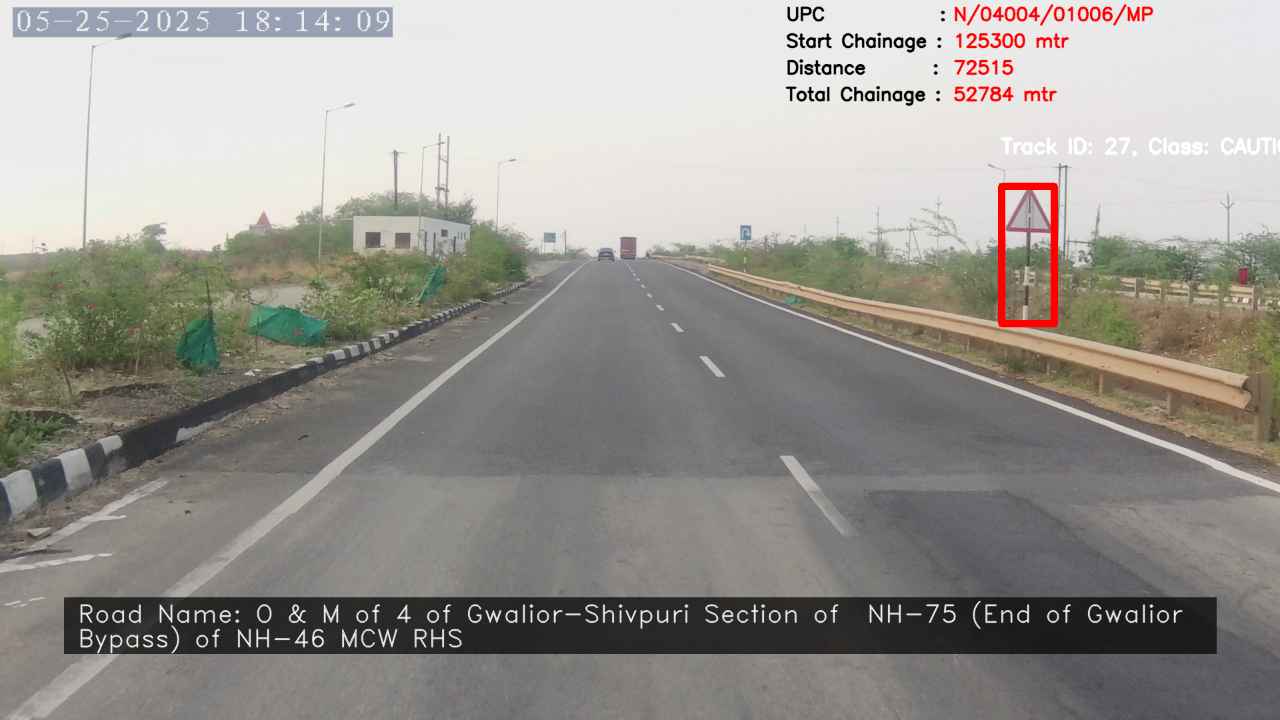 05-25-2025 18:14:09
UPC : N/04004/01006/MP
Start Chainage : 125300 mtr
Distance : 72515
Total Chainage : 52784 mtr
Track ID: 27, Class: CAUTI
Road Name: O & M of 4 of Gwalior-Shivpuri Section of NH-75 (End of Gwalior
Bypass) of NH-46 MCW RHS